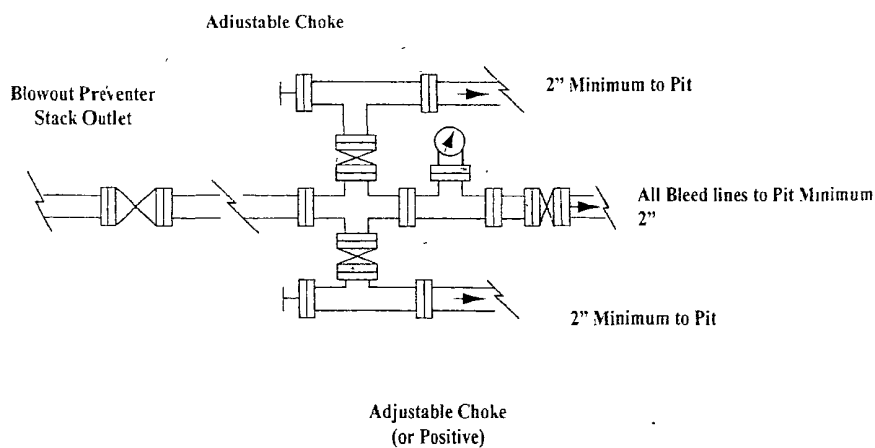 Adiustable Choke
2" Minimum to Pit
Blowout Preventer
Stack Outlet
All Bleed lines to Pit Minimum
2"
2" Minimum to Pit
Adjustable Choke
(or Positive)